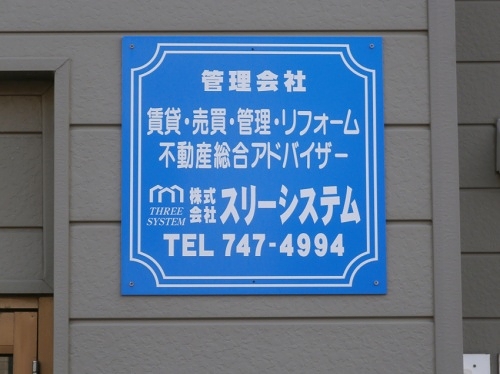 管理会社
賃貸・売買・管理・リフォーム
不動産総合アドバイザー
THREE SYSTEM 株式会社 スリーシステム
TEL 747-4994